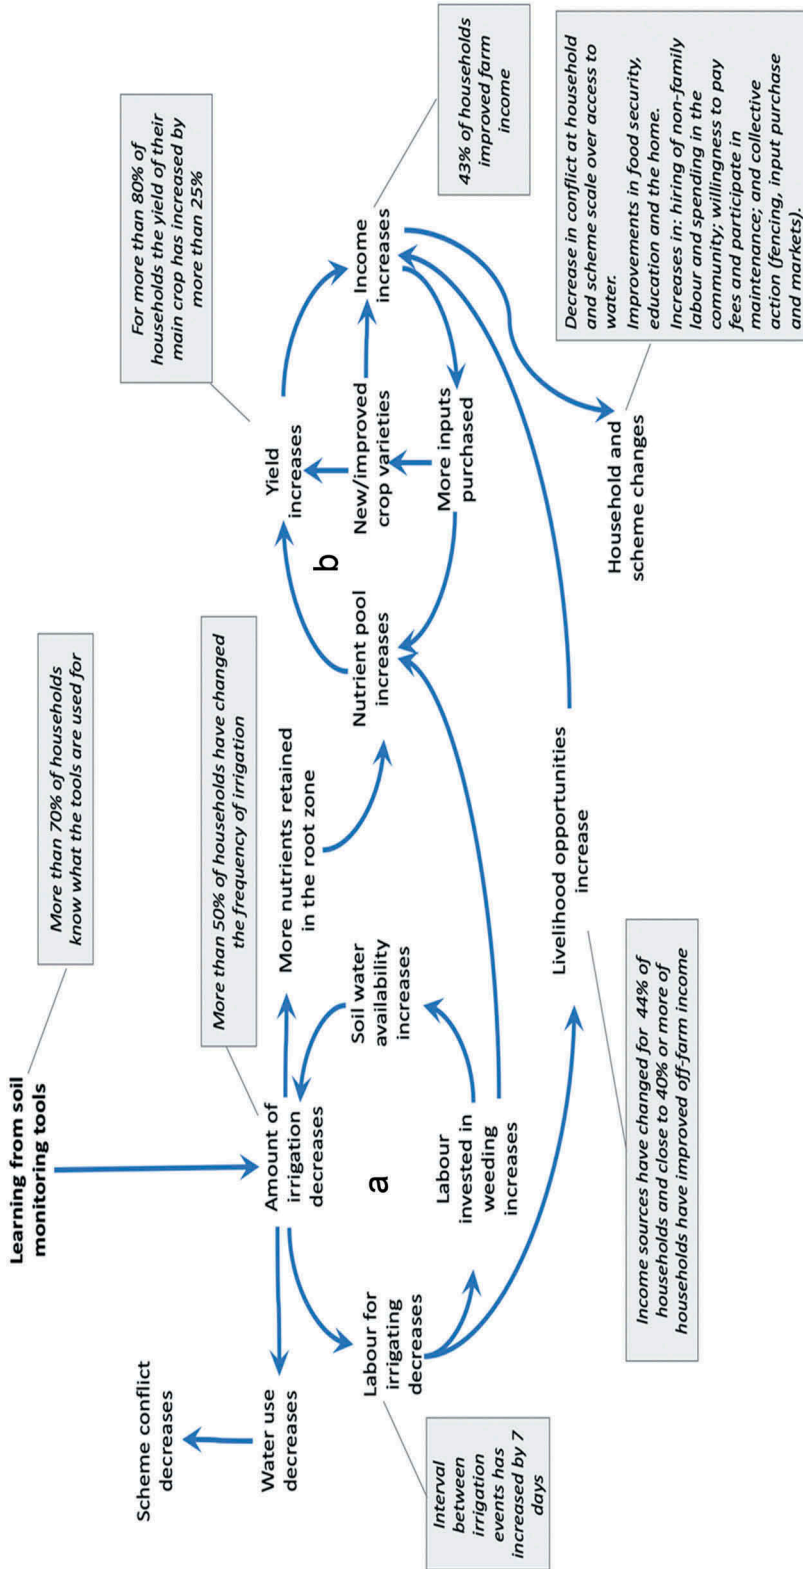 Learning from soil
monitoring tools
More than 70% of households
know what the tools are used for
Scheme conflict
decreases
Water use
decreases
Amount of
irrigation
decreases
More than 50% of households have changed
the frequency of irrigation
More nutrients retained
in the root zone
For more than 80% of
households the yield of their
main crop has increased by
more than 25%
Yield
increases
Labour for
irrigating
decreases
Interval
between
irrigation
events has
increased by 7
days
a
Soil water
availability
increases
Labour
invested in
weeding
increases
b
Nutrient pool
increases
New/improved
crop varieties
Income
increases
43% of households
improved farm
income
More inputs
purchased
Livelihood opportunities
increase
Income sources have changed for 44% of
households and close to 40% or more of
households have improved off-farm income
Household and
scheme changes
Decrease in conflict at household
and scheme scale over access to
water.
Improvements in food security,
education and the home.
Increases in: hiring of non-family
labour and spending in the
community; willingness to pay
fees and participate in
maintenance; and collective
action (fencing, input purchase
and markets).